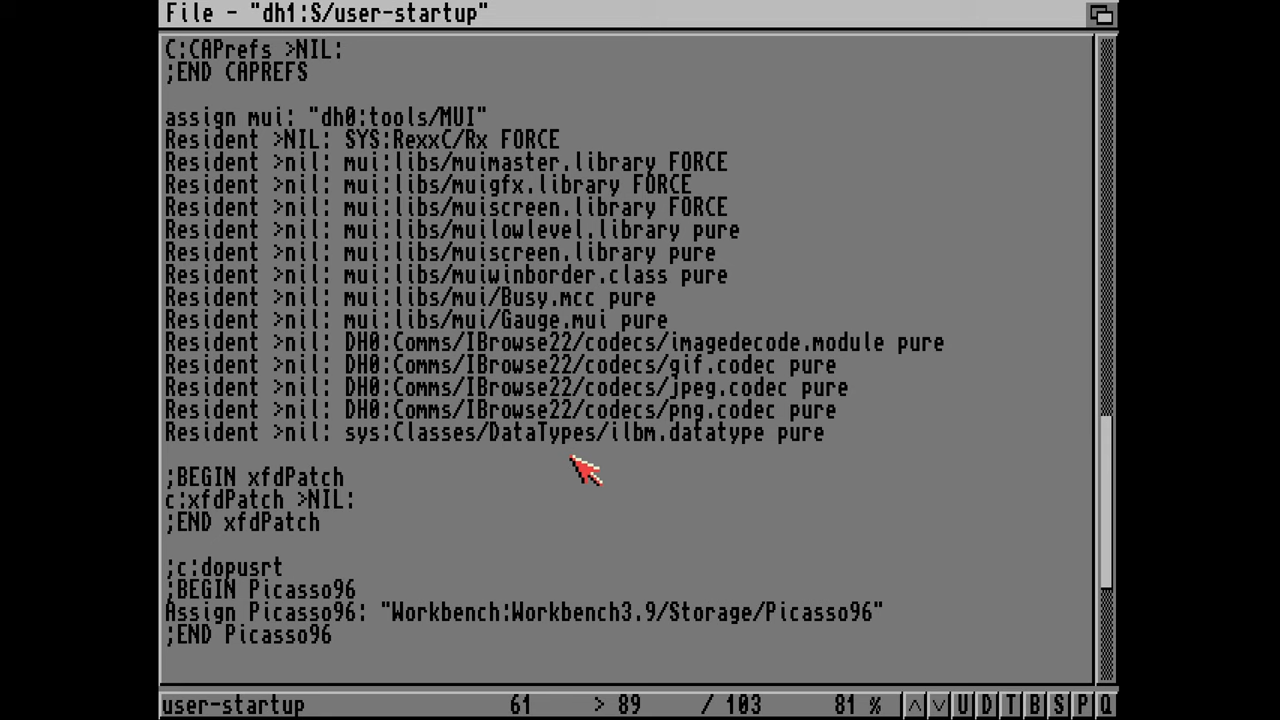 File - "dh1:S/user-startup"
C:CAPrefs >NIL:
;END CAPREFS
assign mui: "dh0:tools/MUI"
Resident >NIL: SYS:RexxC/Rx FORCE
Resident >nil: mui:libs/muimaster.library FORCE
Resident >nil: mui:libs/muigfx.library FORCE
Resident >nil: mui:libs/muiscreen.library FORCE
Resident >nil: mui:libs/muilowlevel.library pure
Resident >nil: mui:libs/muiscreen.library pure
Resident >nil: mui:libs/muiwinborder.class pure
Resident >nil: mui:libs/mui/Busy.mcc pure
Resident >nil: mui:libs/mui/Gauge.mui pure
Resident >nil: DH0:Comms/IBrowse22/codecs/imagedecode.module pure
Resident >nil: DH0:Comms/IBrowse22/codecs/gif.codec pure
Resident >nil: DH0:Comms/IBrowse22/codecs/jpeg.codec pure
Resident >nil: DH0:Comms/IBrowse22/codecs/png.codec pure
Resident >nil: sys:Classes/DataTypes/ilbm.datatype pure
;BEGIN xfdPatch
c:xfdPatch >NIL:
;END xfdPatch
;c:dopusrt
;BEGIN Picasso96
Assign Picasso96: "Workbench:Workbench3.9/Storage/Picasso96"
;END Picasso96
user-startup 61 > 89 / 103 81 % U D T B S P Q